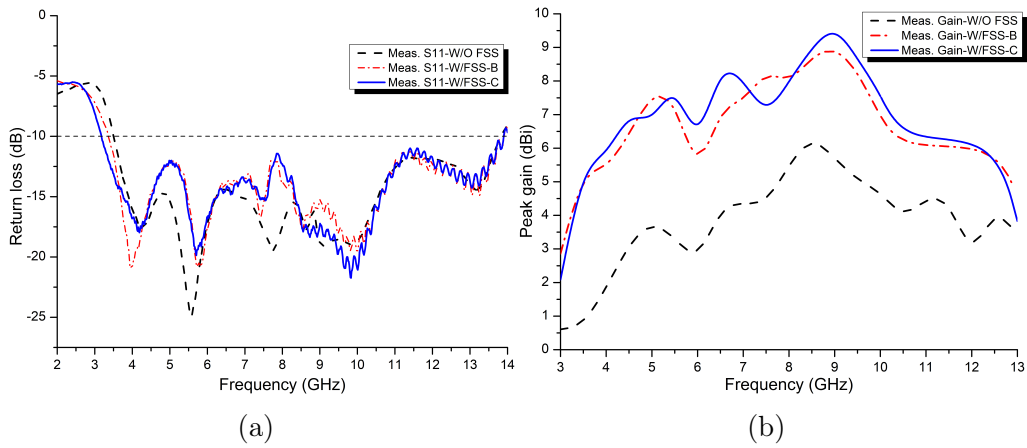 0
-5
-10
-15
-20
-25
2 3 4 5 6 7 8 9 10 11 12 13 14
Return loss (dB)
Frequency (GHz)
Meas. S11-W/O FSS
Meas. S11-W/FSS-B
Meas. S11-W/FSS-C
(a)
10
9
8
7
6
5
4
3
2
1
0
3 4 5 6 7 8 9 10 11 12 13
Peak gain (dBi)
Frequency (GHz)
Meas. Gain-W/O FSS
Meas. Gain-W/FSS-B
Meas. Gain-W/FSS-C
(b)